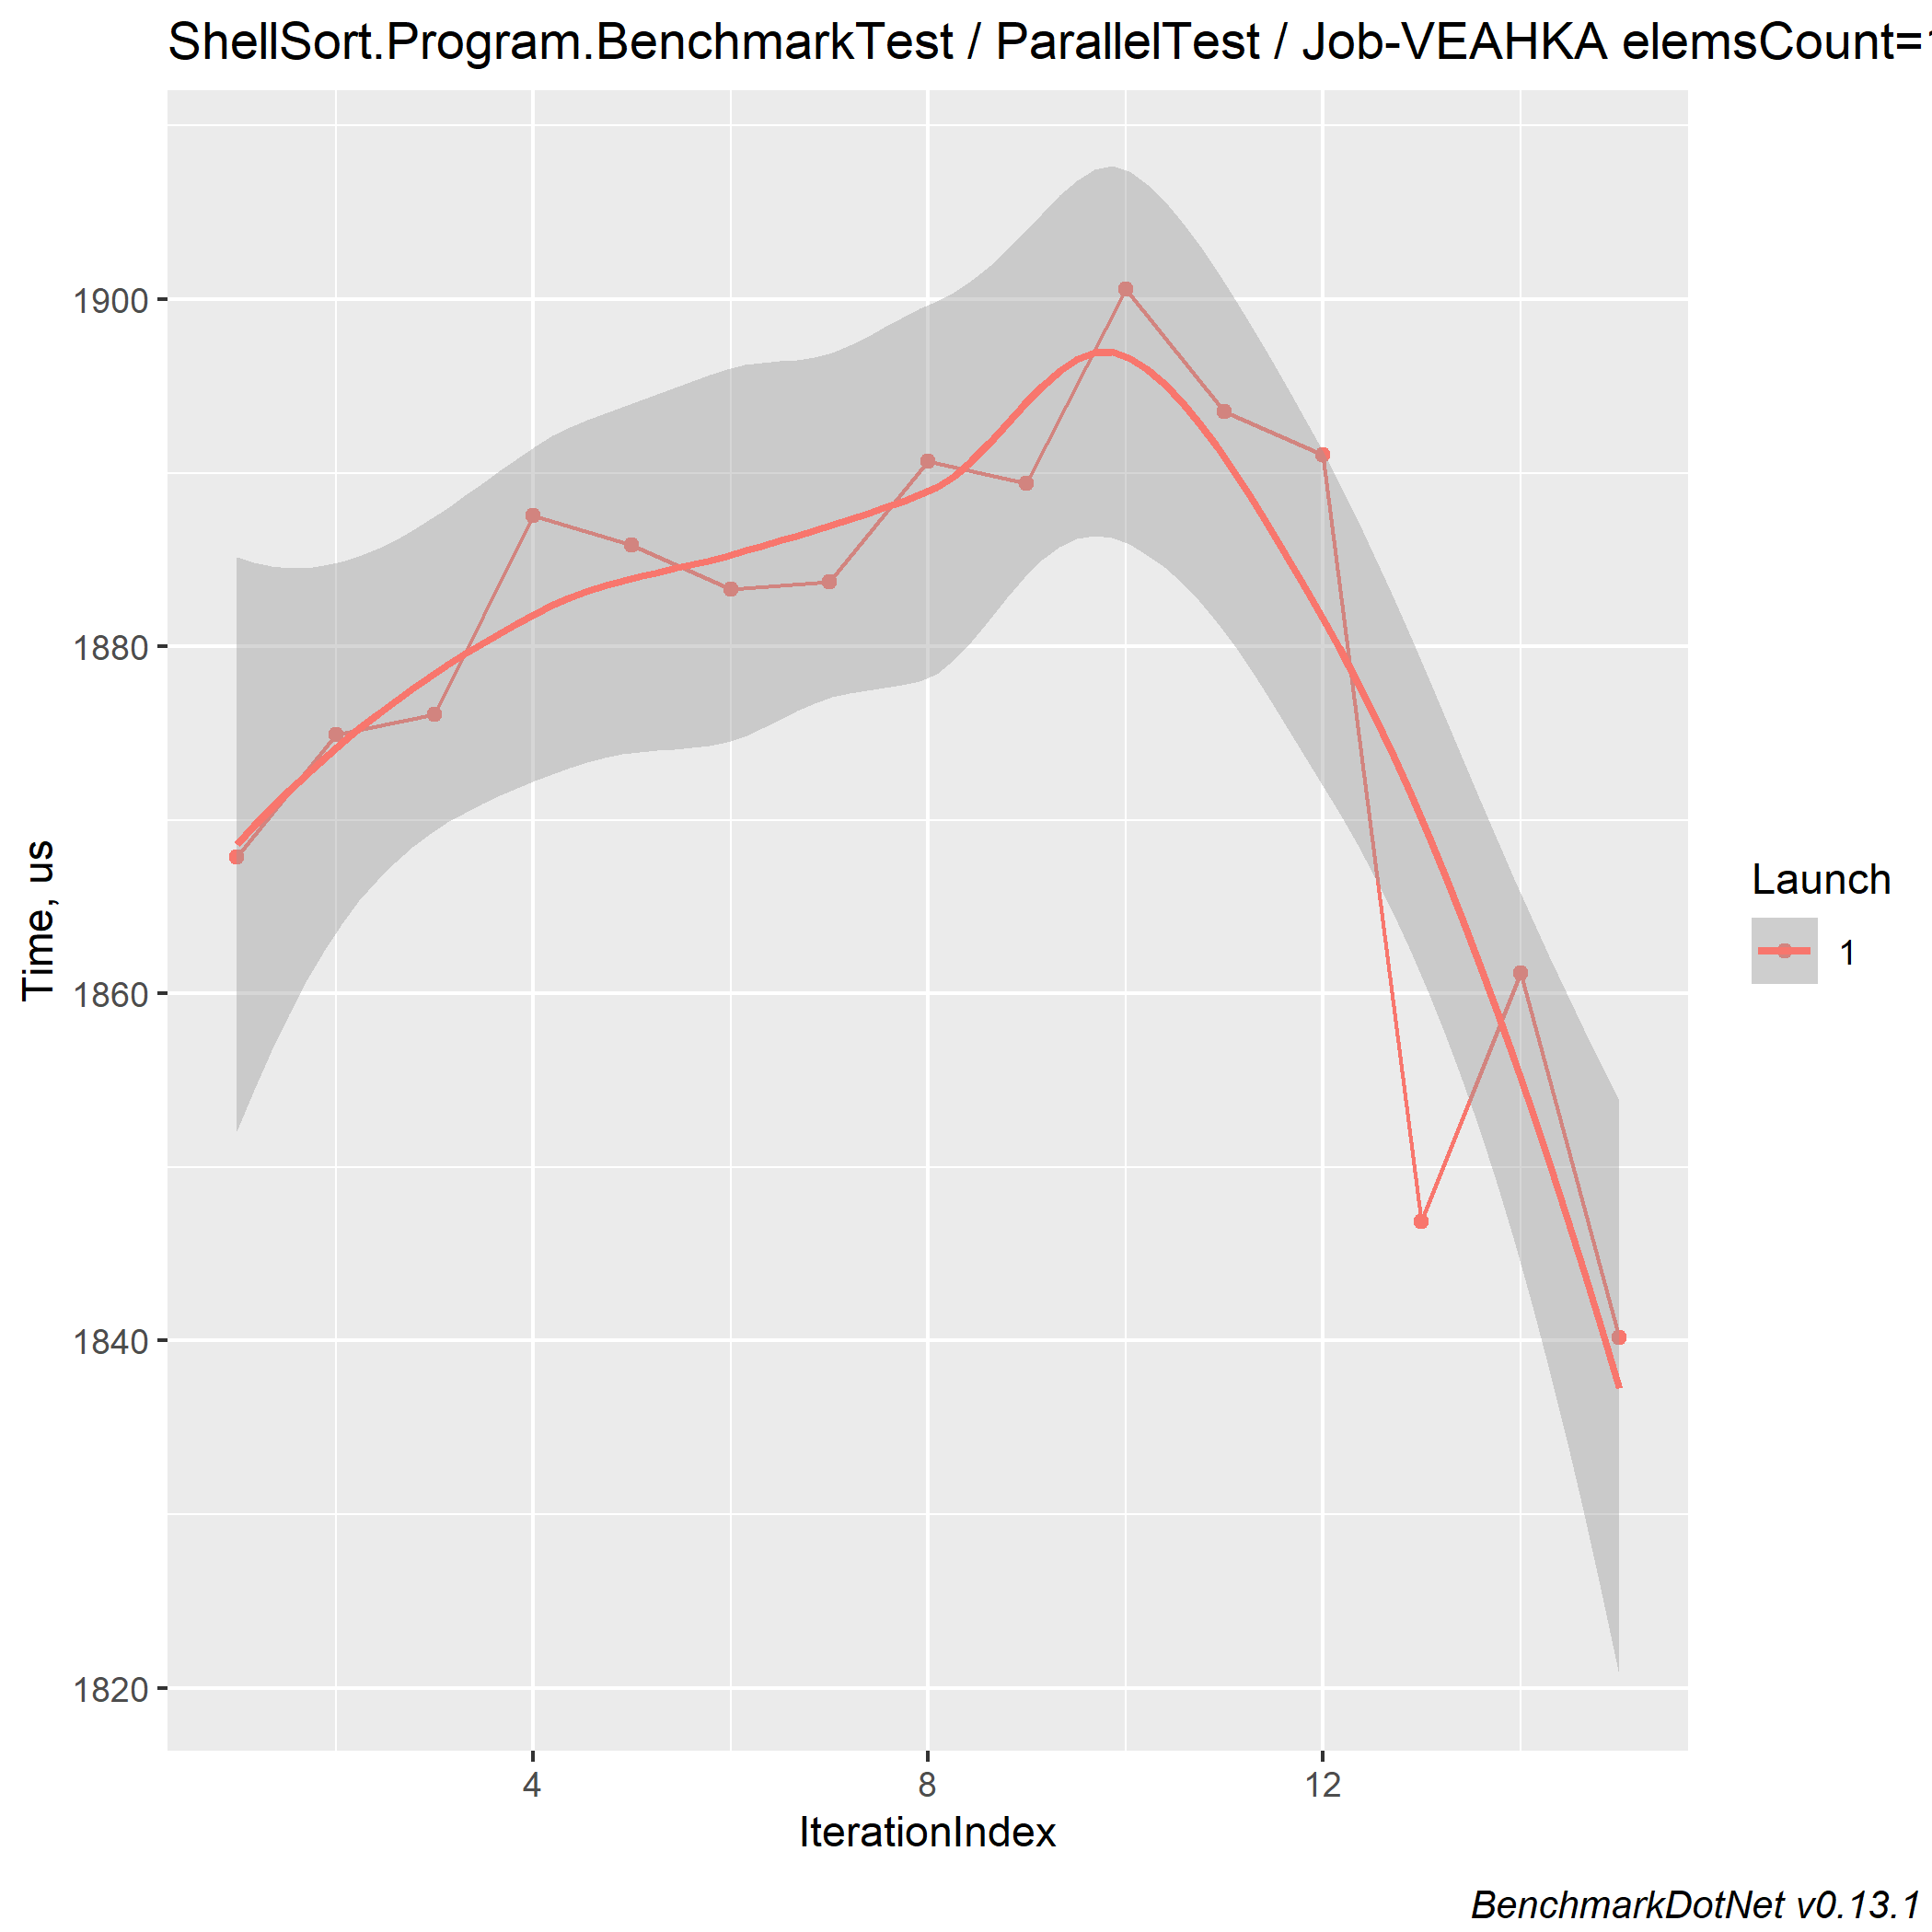 ShellSort.Program.BenchmarkTest / ParallelTest / Job-VEAHKA elemsCount=
1900
1880
1860
1840
1820
Time, us
4
8
12
IterationIndex
Launch
1
BenchmarkDotNet v0.13.1